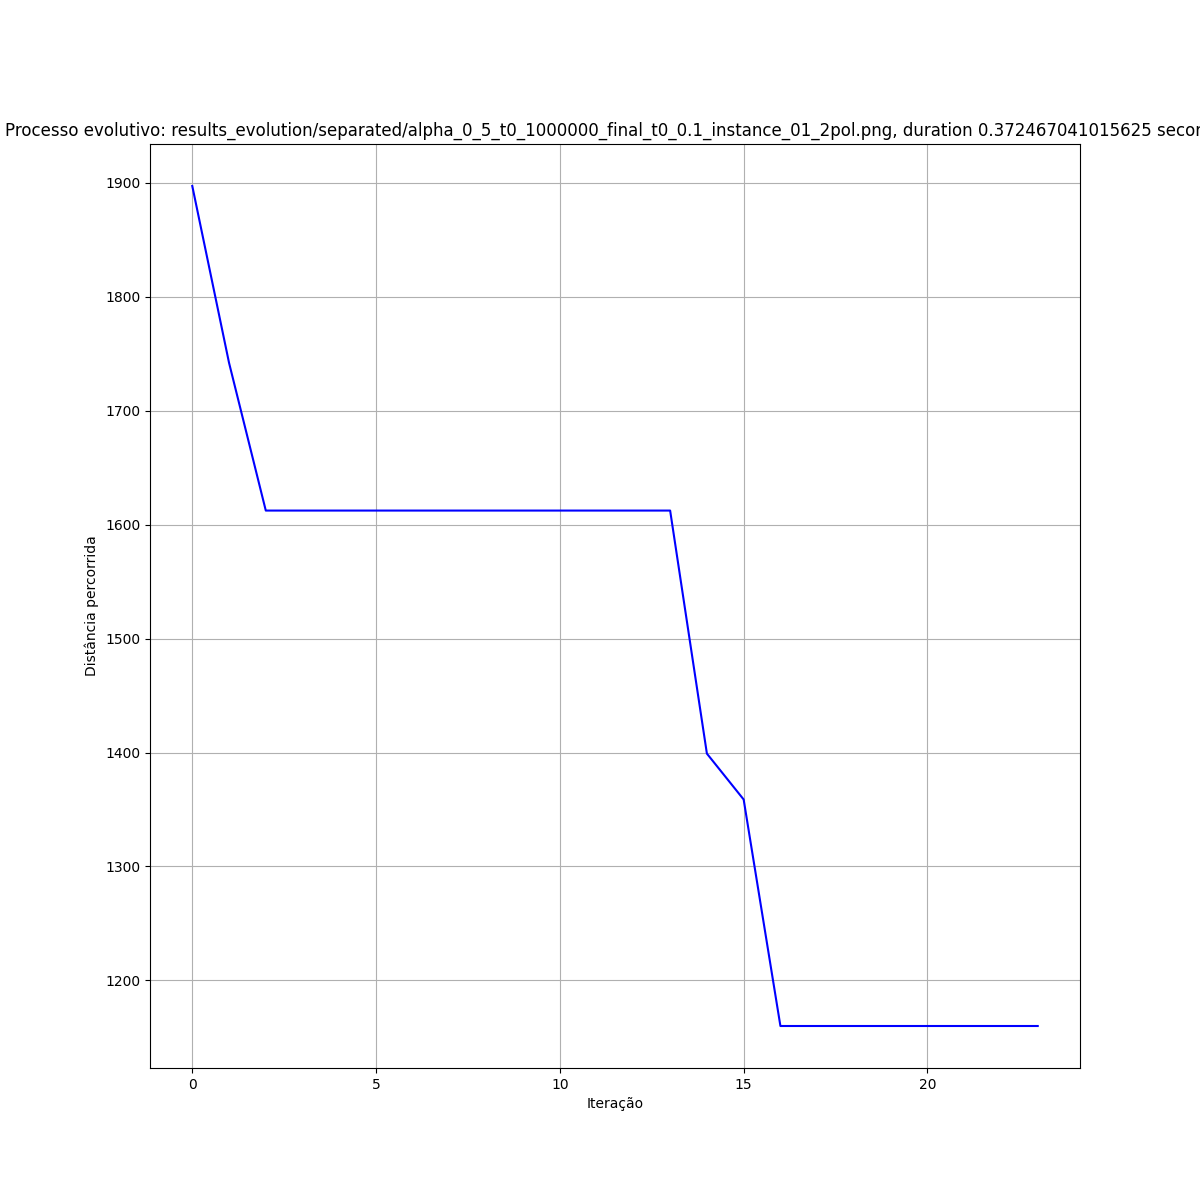 Processo evolutivo: results_evolution/separated/alpha_0_5_t0_1000000_final_t0_0.1_instance_01_2pol.png, duration 0.372467041015625
1900
1800
1700
1600
1500
1400
1300
1200
Distância percorrida
0 5 10 15 20
Iteração